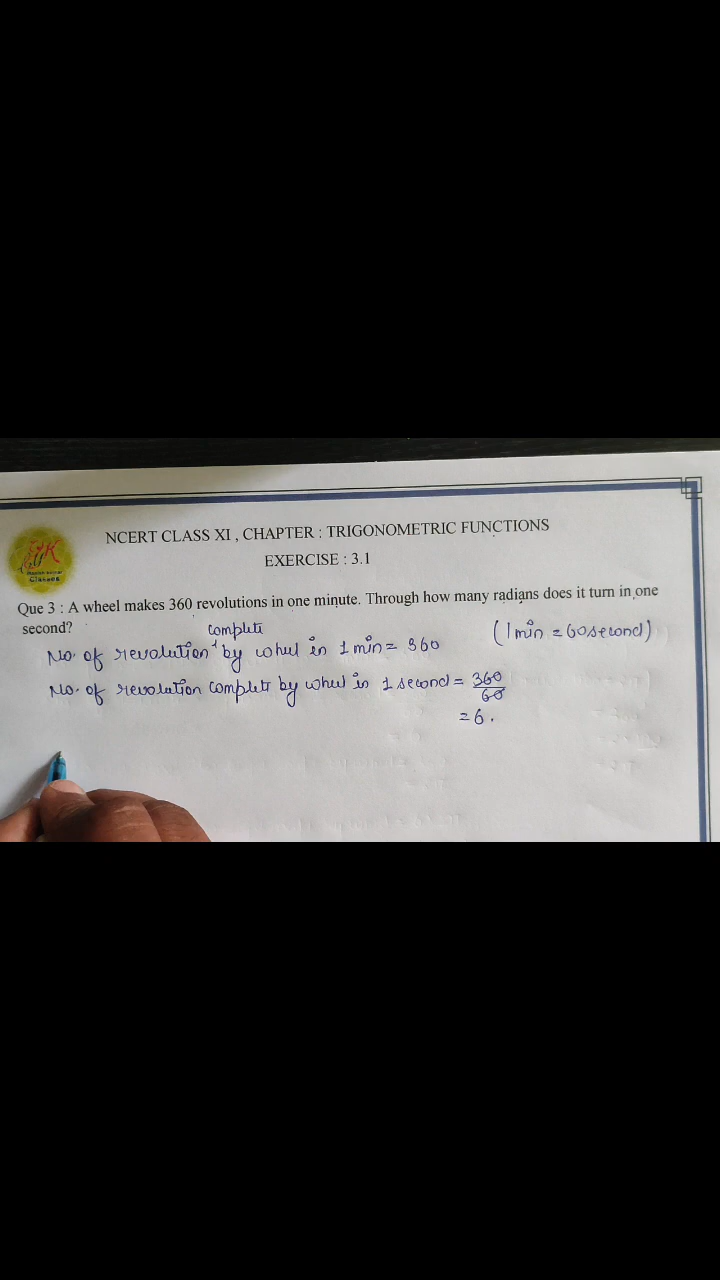 NCERT CLASS XI , CHAPTER : TRIGONOMETRIC FUNCTIONS
EXERCISE : 3.1
Classes
Que 3 : A wheel makes 360 revolutions in one minute. Through how many radians does it turn in one
second?
complete
No. of revolution by wheel in 1 min = 360 (1 min = 60 second)
No. of revolution complete by wheel in 1 second = 360/60
= 6.